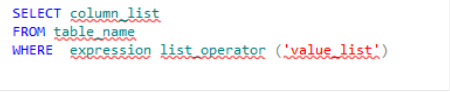 SELECT column_list
FROM table_name
WHERE  expression list_operator ('value_list')